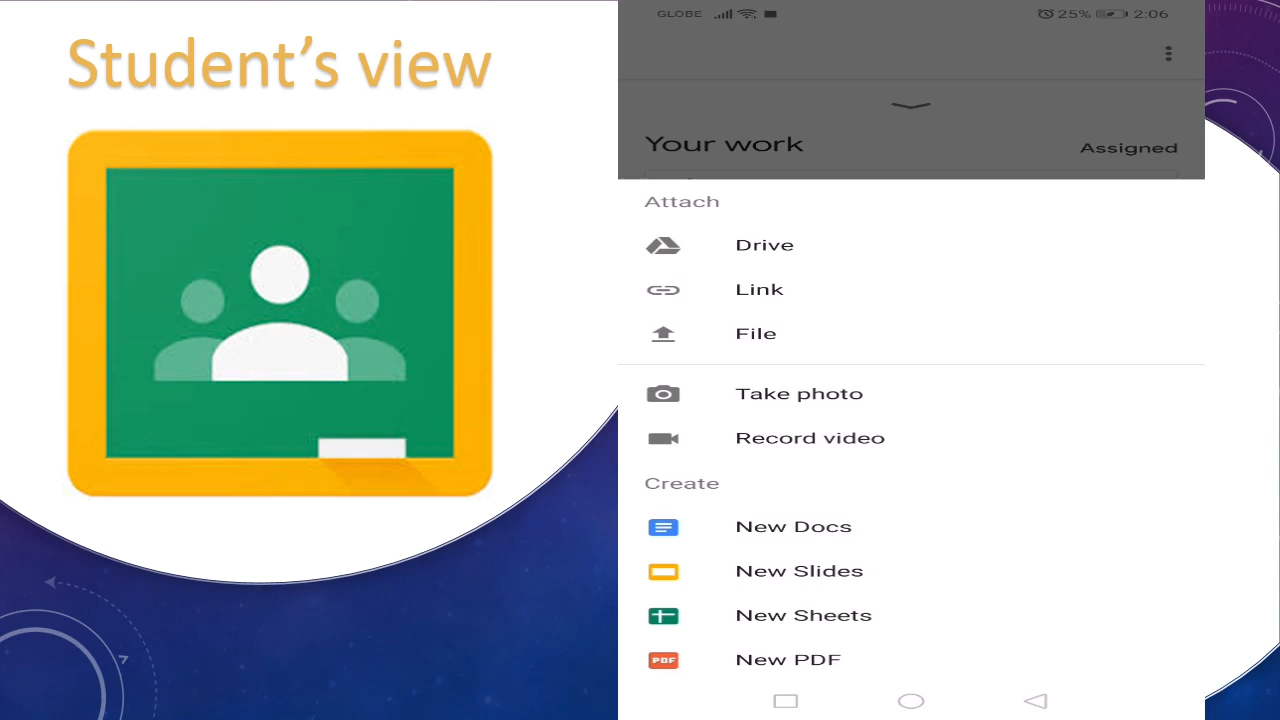 Student's view
GLOBE 25% 2:06
Your work Assigned
Attach
Drive
Link
File
Take photo
Record video
Create
New Docs
New Slides
New Sheets
PDF New PDF